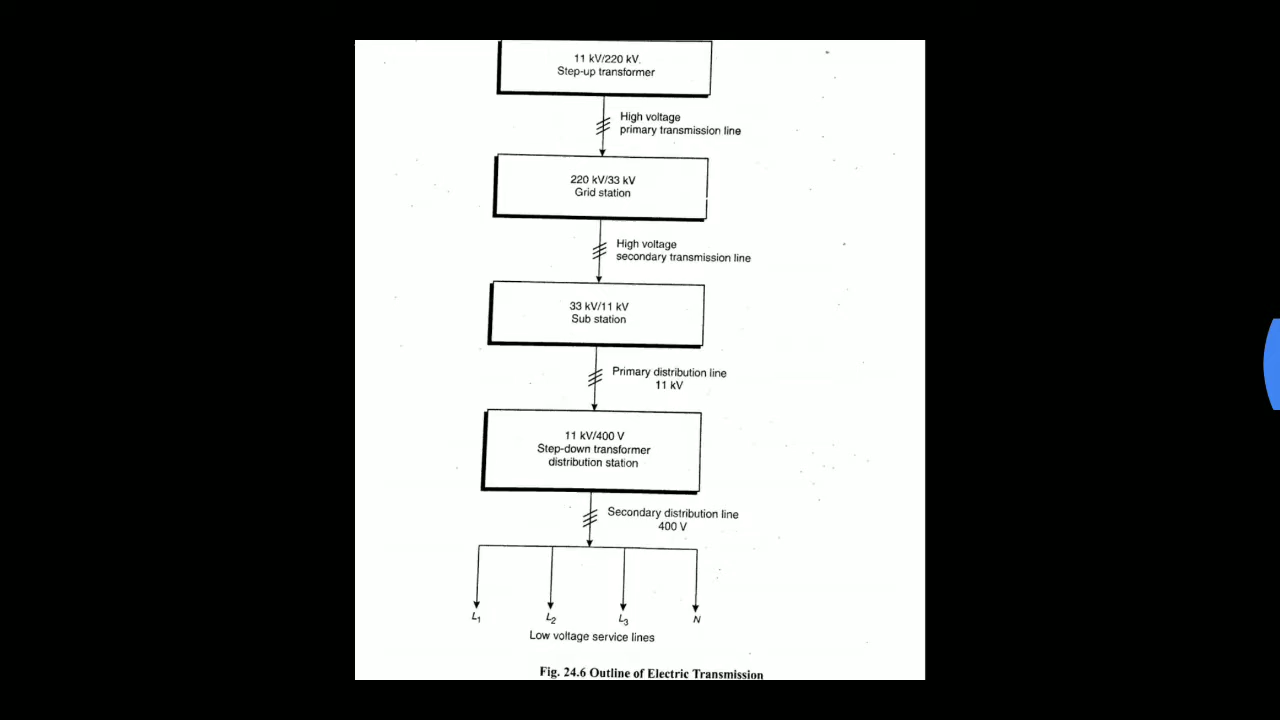 11 kV/220 kV.
Step-up transformer
High voltage
primary transmission line
220 kV/33 kV
Grid station
High voltage
secondary transmission line
33 kV/11 kV
Sub station
Primary distribution line
11 kV
11 kV/400 V
Step-down transformer
distribution station
Secondary distribution line
400 V
L1
L2
L3
N
Low voltage service lines
Fig. 24.6 Outline of Electric Transmission